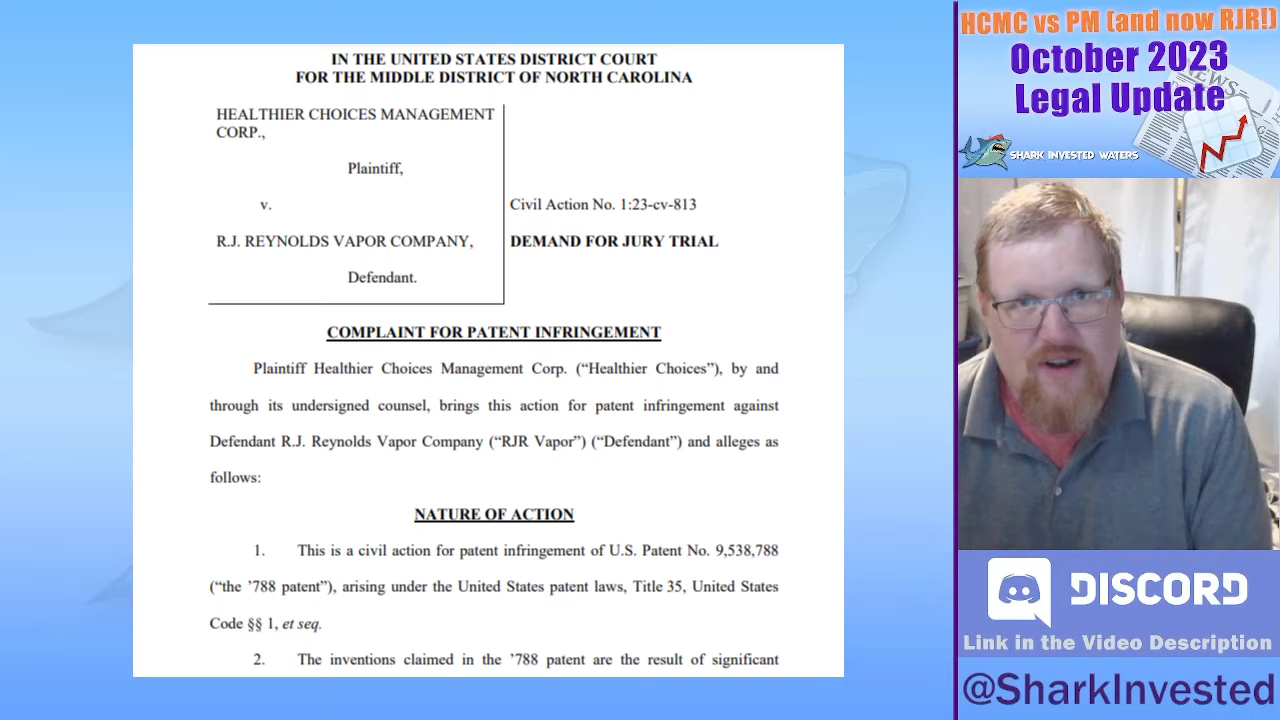 IN THE UNITED STATES DISTRICT COURT
FOR THE MIDDLE DISTRICT OF NORTH CAROLINA
HEALTHIER CHOICES MANAGEMENT
CORP.,
Plaintiff,
v.
R.J. REYNOLDS VAPOR COMPANY,
Defendant.
Civil Action No. 1:23-cv-813
DEMAND FOR JURY TRIAL
COMPLAINT FOR PATENT INFRINGEMENT
Plaintiff Healthier Choices Management Corp. (“Healthier Choices”), by and
through its undersigned counsel, brings this action for patent infringement against
Defendant R.J. Reynolds Vapor Company (“RJR Vapor”) (“Defendant”) and alleges as
follows:
NATURE OF ACTION
1. This is a civil action for patent infringement of U.S. Patent No. 9,538,788
(“the ’788 patent”), arising under the United States patent laws, Title 35, United States
Code §§ 1, et seq.
2. The inventions claimed in the ’788 patent are the result of significant
HCMC vs PM (and now RJR!)
October 2023
Legal Update
NEWS
SHARK INVESTED WATERS
DISCORD
Link in the Video Description
@SharkInvested